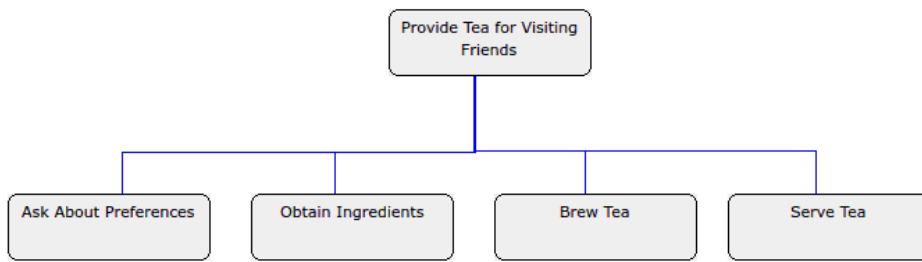 Provide Tea for Visiting
Friends
Ask About Preferences
Obtain Ingredients
Brew Tea
Serve Tea